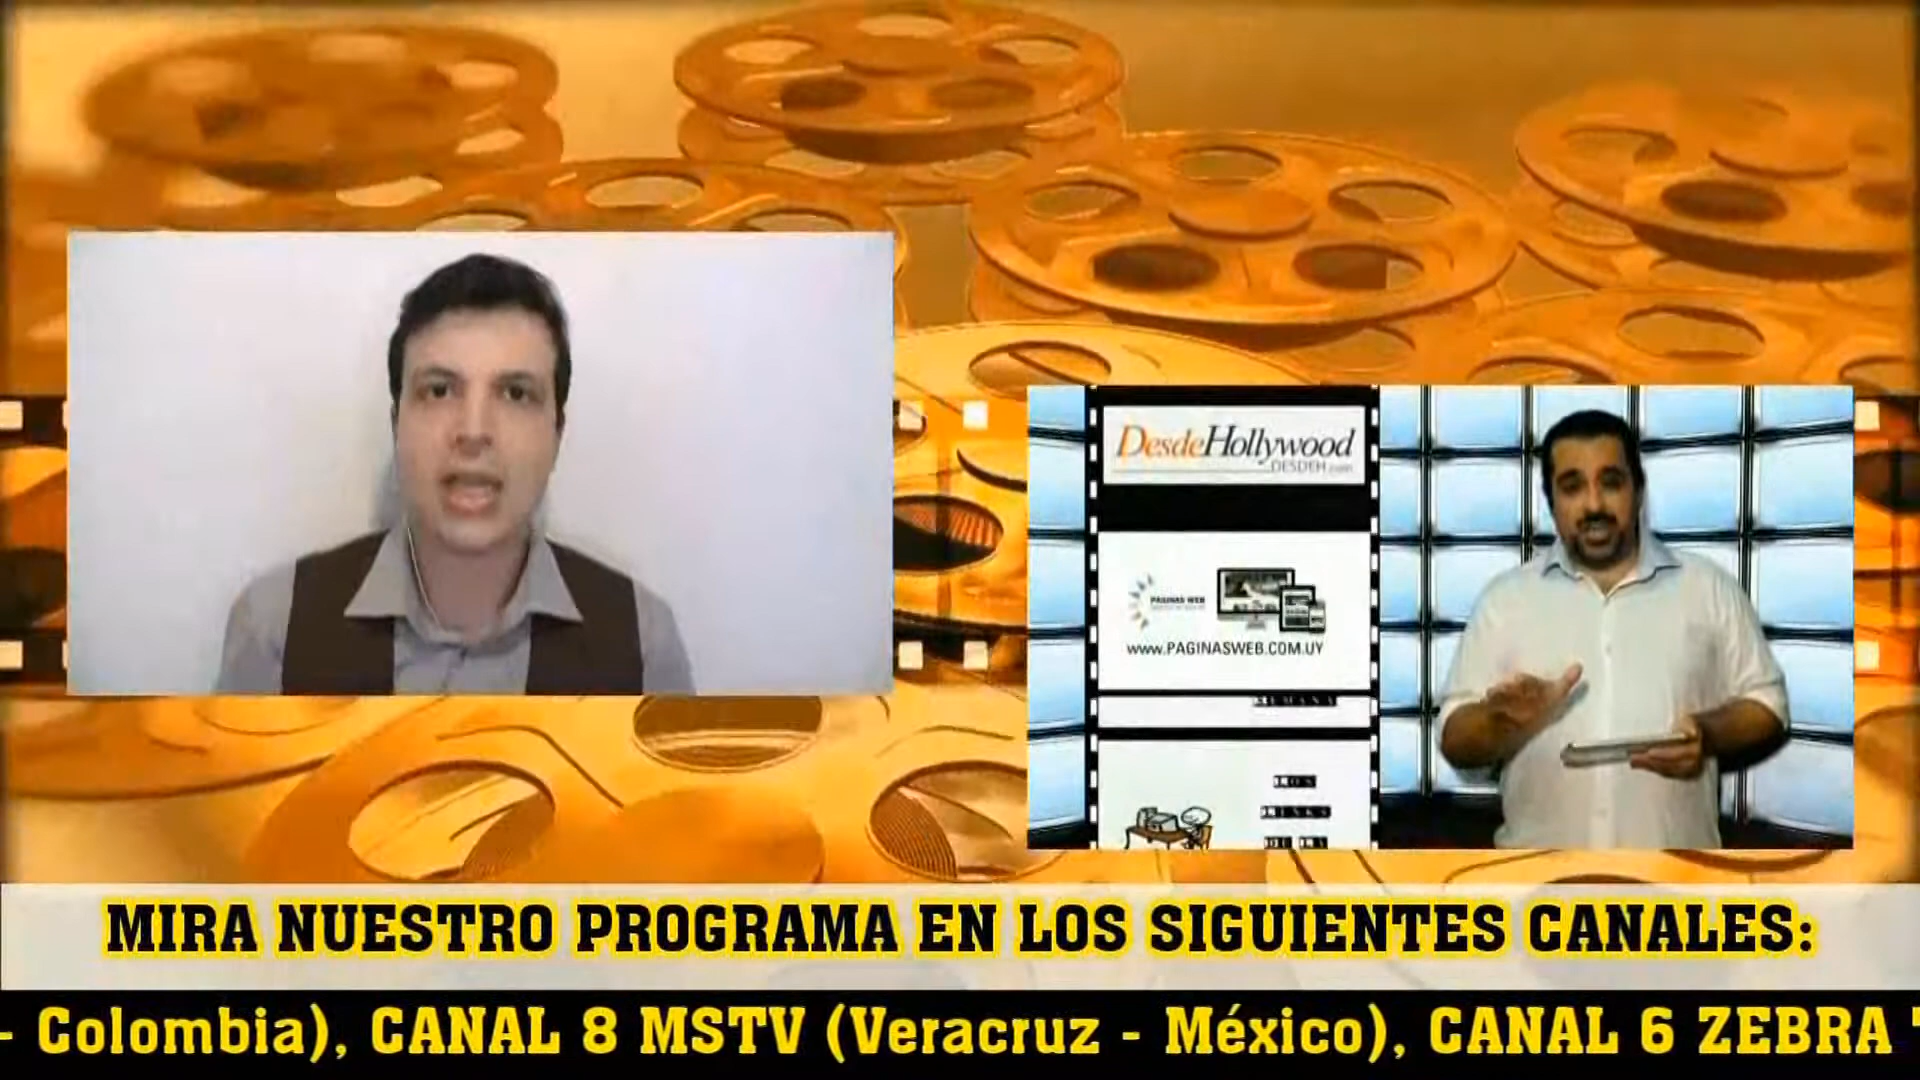 DesdeHollywood
DESDEH.com
PAGINAS WEB
www.PAGINASWEB.COM.UY
MIRA NUESTRO PROGRAMA EN LOS SIGUIENTES CANALES:
- Colombia), CANAL 8 MSTV (Veracruz - México), CANAL 6 ZEBRA